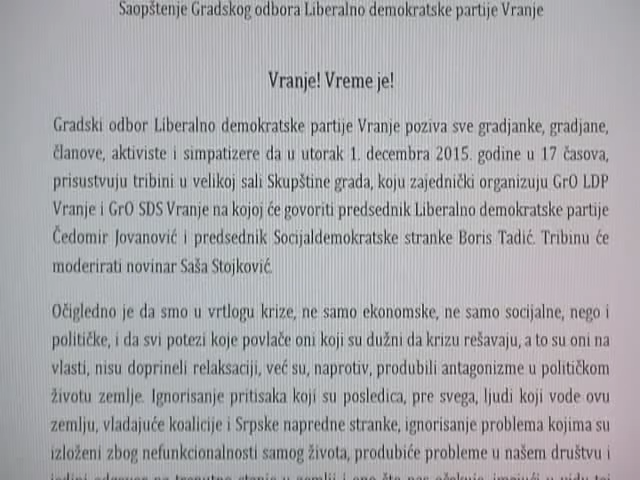 Saopštenje Gradskog odbora Liberalno demokratske partije Vranje
Vranje! Vreme je!
Gradski odbor Liberalno demokratske partije Vranje poziva sve gradjanke, gradjane,
članove, aktiviste i simpatizere da u utorak 1. decembra 2015. godine u 17 časova,
prisustvuju tribini u velikoj sali Skupštine grada, koju zajednički organizuju GrO LDP
Vranje i GrO SDS Vranje na kojoj će govoriti predsednik Liberalno demokratske partije
Čedomir Jovanović i predsednik Socijaldemokratske stranke Boris Tadić. Tribinu će
moderirati novinar Saša Stojković.
Očigledno je da smo u vrtlogu krize, ne samo ekonomske, ne samo socijalne, nego i
političke, i da svi potezi koje povlače oni koji su dužni da krizu rešavaju, a to su oni na
vlasti, nisu doprineli relaksaciji, već su, naprotiv, produbili antagonizme u političkom
životu zemlje. Ignorisanje pritisaka koji su posledica, pre svega, ljudi koji vode ovu
zemlju, vladajuće koalicije i Srpske napredne stranke, ignorisanje problema kojima su
izloženi zbog nefunkcionalnosti samog života, produbiće probleme u našem društvu i